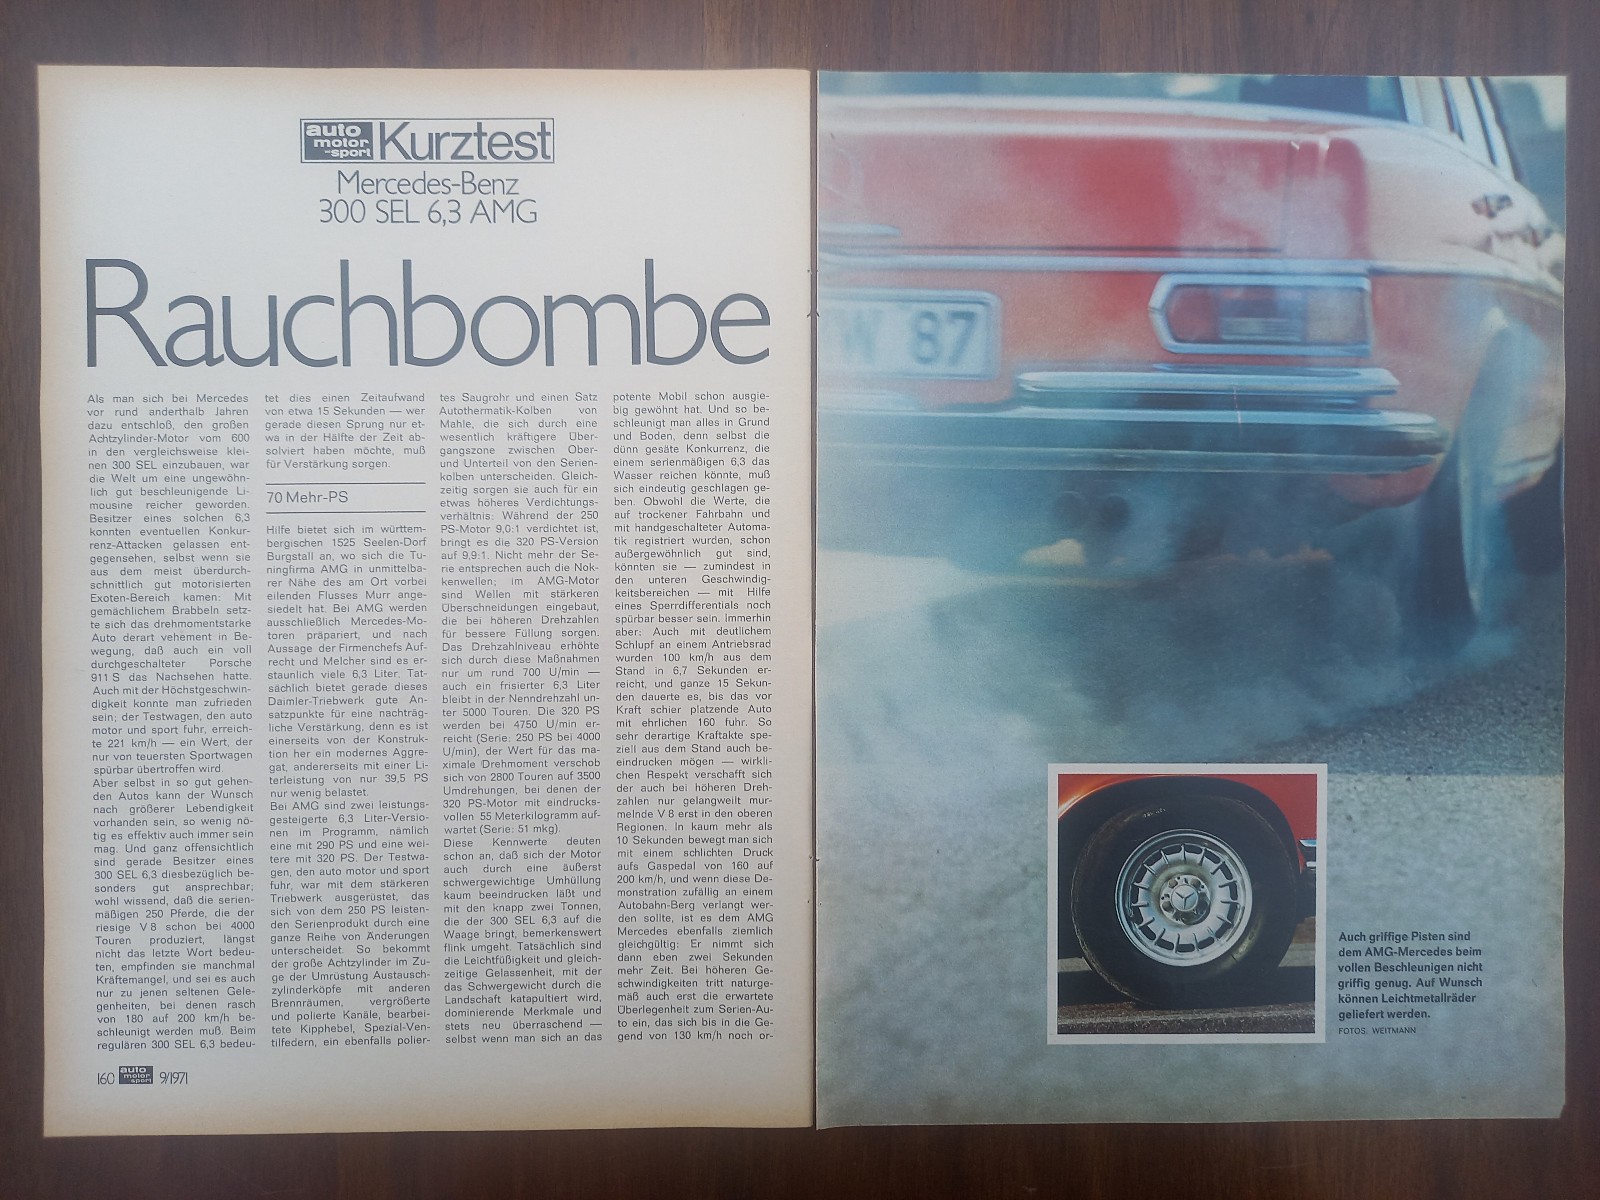 auto
motor
sport
Kurztest
Mercedes-Benz
300 SEL 6,3 AMG
Rauchbombe
Als man sich bei Mercedes
vor rund anderthalb Jahren
dazu entschloß, den großen
Achtzylinder-Motor vom 600
in den vergleichsweise klei-
nen 300 SEL einzubauen, war
die Welt um eine ungewöhn-
lich gut beschleunigende Li-
mousine reicher geworden.
Besitzer eines solchen 6,3
konnten eventuellen Konkur-
renz-Attacken gelassen ent-
gegensehen, selbst wenn sie
aus dem meist überdurch-
schnittlich gut motorisierten
Exoten-Bereich kamen: Mit
gemächlichem Brabbeln setz-
te sich das drehmomentstarke
Auto derart vehement in Be-
wegung, daß auch ein voll
durchgeschalteter Porsche
911 S das Nachsehen hatte.
Auch mit der Höchstgeschwin-
digkeit konnte man zufrieden
sein; der Testwagen, den auto
motor und sport fuhr, erreich-
te 221 km/h — ein Wert, der
nur von teuersten Sportwagen
spürbar übertroffen wird.
Aber selbst in so gut gehen-
den Autos kann der Wunsch
nach größerer Lebendigkeit
vorhanden sein, so wenig nö-
tig es effektiv auch immer sein
mag. Und ganz offensichtlich
sind gerade Besitzer eines
300 SEL 6,3 diesbezüglich be-
sonders gut ansprechbar;
wohl wissend, daß die serien-
mäßigen 250 Pferde, die der
riesige V 8 schon bei 4000
Touren produziert, längst
nicht das letzte Wort bedeu-
ten, empfinden sie manchmal
Kräftemangel, und sei es auch
nur zu jenen seltenen Gele-
genheiten, bei denen rasch
von 180 auf 200 km/h be-
schleunigt werden muß. Beim
regulären 300 SEL 6,3 bedeu-
tet dies einen Zeitaufwand
von etwa 15 Sekunden — wer
gerade diesen Sprung nur et-
wa in der Hälfte der Zeit ab-
solviert haben möchte, muß
für Verstärkung sorgen.
70 Mehr-PS
Hilfe bietet sich im württem-
bergischen 1525 Seelen-Dorf
Burgstall an, wo sich die Tu-
ningfirma AMG in unmittelba-
rer Nähe des am Ort vorbei
eilenden Flusses Murr ange-
siedelt hat. Bei AMG werden
ausschließlich Mercedes-Mo-
toren präpariert, und nach
Aussage der Firmenchefs Auf-
recht und Melcher sind es er-
staunlich viele 6,3 Liter. Tat-
sächlich bietet gerade dieses
Daimler-Triebwerk gute An-
satzpunkte für eine nachträg-
liche Verstärkung, denn es ist
einerseits von der Konstruk-
tion her ein modernes Aggre-
gat, andererseits mit einer Li-
terleistung von nur 39,5 PS
nur wenig belastet.
Bei AMG sind zwei leistungs-
gesteigerte 6,3 Liter-Versio-
nen im Programm, nämlich
eine mit 290 PS und eine wei-
tere mit 320 PS. Der Testwa-
gen, den auto motor und sport
fuhr, war mit dem stärkeren
Triebwerk ausgerüstet, das
sich von dem 250 PS leisten-
den Serienprodukt durch eine
ganze Reihe von Änderungen
unterscheidet. So bekommt
der große Achtzylinder im Zu-
ge der Umrüstung Austausch-
zylinderköpfe mit anderen
Brennräumen, vergrößerte
und polierte Kanäle, bearbei-
tete Kipphebel, Spezial-Ven-
tilfedern, ein ebenfalls polier-
tes Saugrohr und einen Satz
Autothermatik-Kolben von
Mahle, die sich durch eine
wesentlich kräftigere Über-
gangszone zwischen Ober-
und Unterteil von den Serien-
kolben unterscheiden. Gleich-
zeitig sorgen sie auch für ein
etwas höheres Verdichtungs-
verhältnis: Während der 250
PS-Motor 9,0:1 verdichtet ist,
bringt es die 320 PS-Version
auf 9,9:1. Nicht mehr der Se-
rie entsprechen auch die Nok-
kenwellen; im AMG-Motor
sind Wellen mit stärkeren
Überschneidungen eingebaut,
die bei höheren Drehzahlen
für bessere Füllung sorgen.
Das Drehzahlniveau erhöhte
sich durch diese Maßnahmen
nur um rund 700 U/min —
auch ein frisierter 6,3 Liter
bleibt in der Nenndrehzahl un-
ter 5000 Touren. Die 320 PS
werden bei 4750 U/min er-
reicht (Serie: 250 PS bei 4000
U/min), der Wert für das ma-
ximale Drehmoment verschob
sich von 2800 Touren auf 3500
Umdrehungen, bei denen der
320 PS-Motor mit eindrucks-
vollen 55 Meterkilogramm auf-
wartet (Serie: 51 mkg).
Diese Kennwerte deuten
schon an, daß sich der Motor
auch durch eine äußerst
schwergewichtige Umhüllung
kaum beeindrucken läßt und
mit den knapp zwei Tonnen,
die der 300 SEL 6,3 auf die
Waage bringt, bemerkenswert
flink umgeht. Tatsächlich sind
die Leichtfüßigkeit und gleich-
zeitige Gelassenheit, mit der
das Schwergewicht durch die
Landschaft katapultiert wird,
dominierende Merkmale und
stets neu überraschend —
selbst wenn man sich an das
potente Mobil schon ausgie-
big gewöhnt hat. Und so be-
schleunigt man alles in Grund
und Boden, denn selbst die
dünn gesäte Konkurrenz, die
einem serienmäßigen 6,3 das
Wasser reichen könnte, muß
sich eindeutig geschlagen ge-
ben. Obwohl die Werte, die
auf trockener Fahrbahn und
mit handgeschalteter Automa-
tik registriert wurden, schon
außergewöhnlich gut sind,
könnten sie — zumindest in
den unteren Geschwindig-
keitsbereichen — mit Hilfe
eines Sperrdifferentials noch
spürbar besser sein. Immerhin
aber: Auch mit deutlichem
Schlupf an einem Antriebsrad
wurden 100 km/h aus dem
Stand in 6,7 Sekunden er-
reicht, und ganze 15 Sekun-
den dauerte es, bis das vor
Kraft schier platzende Auto
mit ehrlichen 160 fuhr. So
sehr derartige Kraftakte spe-
ziell aus dem Stand auch be-
eindrucken mögen — wirkli-
chen Respekt verschafft sich
der auch bei höheren Dreh-
zahlen nur gelangweilt mur-
melnde V 8 erst in den oberen
Regionen. In kaum mehr als
10 Sekunden bewegt man sich
mit einem schlichten Druck
aufs Gaspedal von 160 auf
200 km/h, und wenn diese De-
monstration zufällig an einem
Autobahn-Berg verlangt wer-
den sollte, ist es dem AMG
Mercedes ebenfalls ziemlich
gleichgültig: Er nimmt sich
dann eben zwei Sekunden
mehr Zeit. Bei höheren Ge-
schwindigkeiten tritt naturge-
mäß auch erst die erwartete
Überlegenheit zum Serien-Au-
to ein, das sich bis in die Ge-
gend von 130 km/h noch or-
160 auto motor sport 9/1971
W 87
Auch griffige Pisten sind
dem AMG-Mercedes beim
vollen Beschleunigen nicht
griffig genug. Auf Wunsch
können Leichtmetallräder
geliefert werden.
FOTOS: WEITMANN